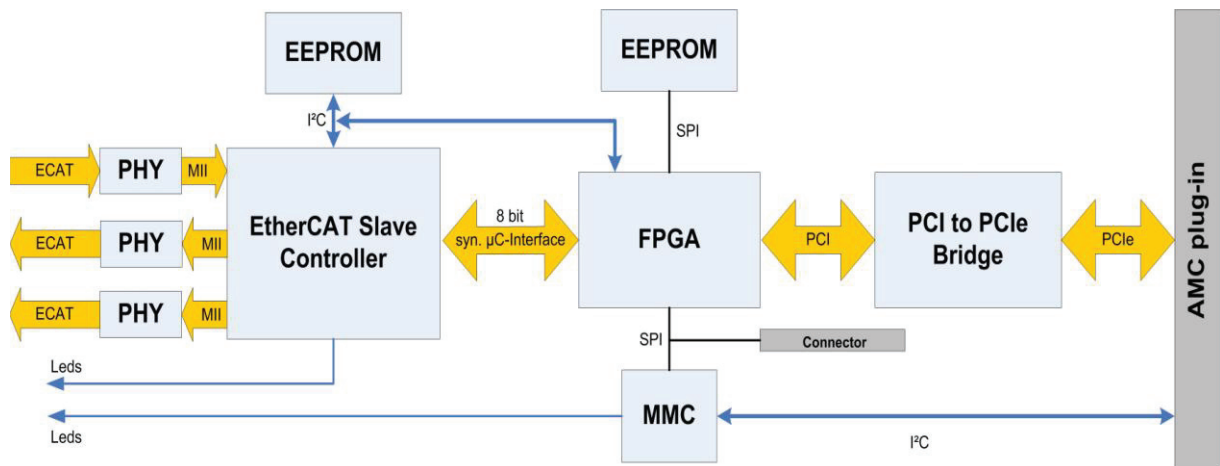 EEPROM
EEPROM
I²C
SPI
ECAT
PHY
MII
ECAT
PHY
MII
ECAT
PHY
MII
EtherCAT Slave
Controller
8 bit
syn. µC-Interface
FPGA
PCI
PCI to PCIe
Bridge
PCIe
AMC plug-in
SPI
Connector
Leds
MMC
Leds
I²C